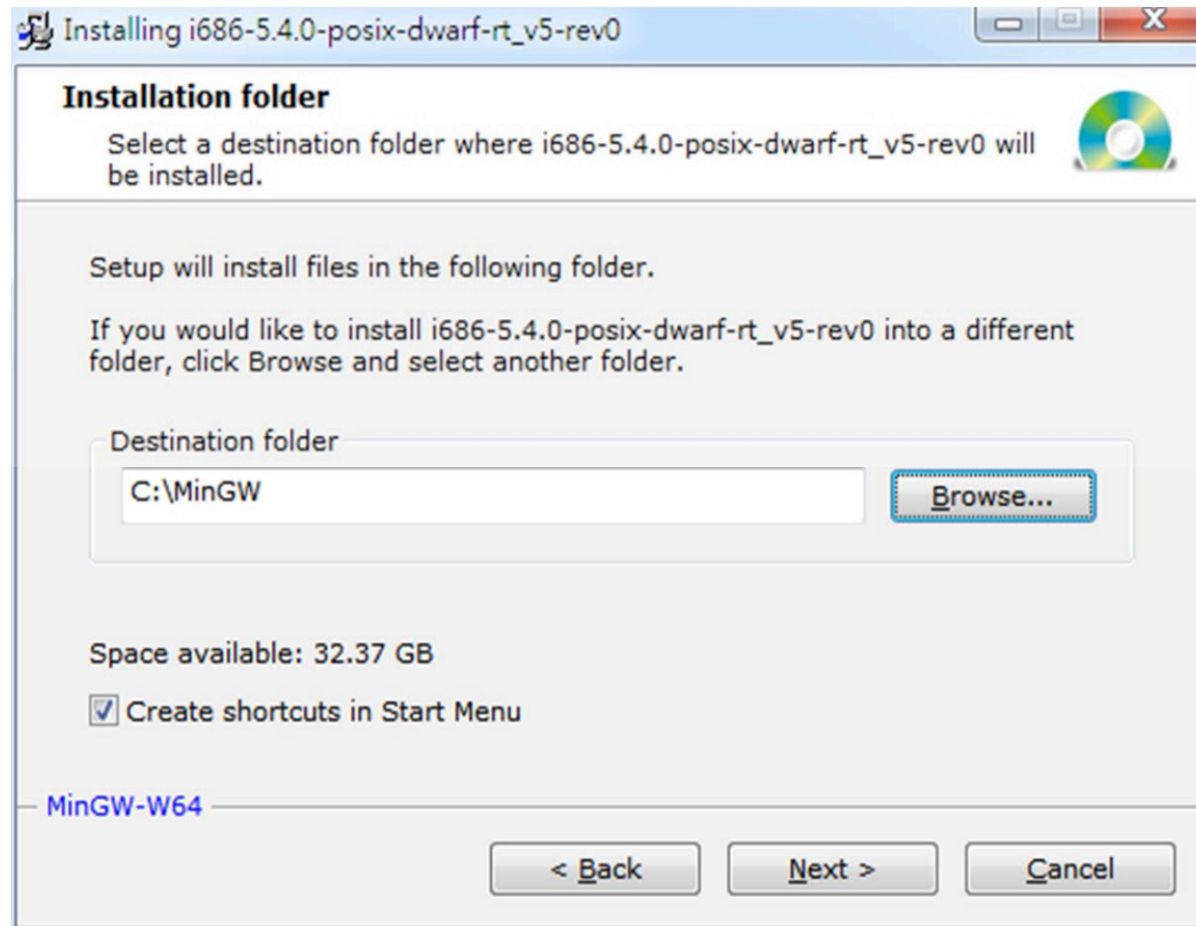 Installing i686-5.4.0-posix-dwarf-rt_v5-rev0
Installation folder
Select a destination folder where i686-5.4.0-posix-dwarf-rt_v5-rev0 will
be installed.
Setup will install files in the following folder.
If you would like to install i686-5.4.0-posix-dwarf-rt_v5-rev0 into a different
folder, click Browse and select another folder.
Destination folder
C:\MinGW
Browse...
Space available: 32.37 GB
Create shortcuts in Start Menu
MinGW-W64
< Back
Next >
Cancel